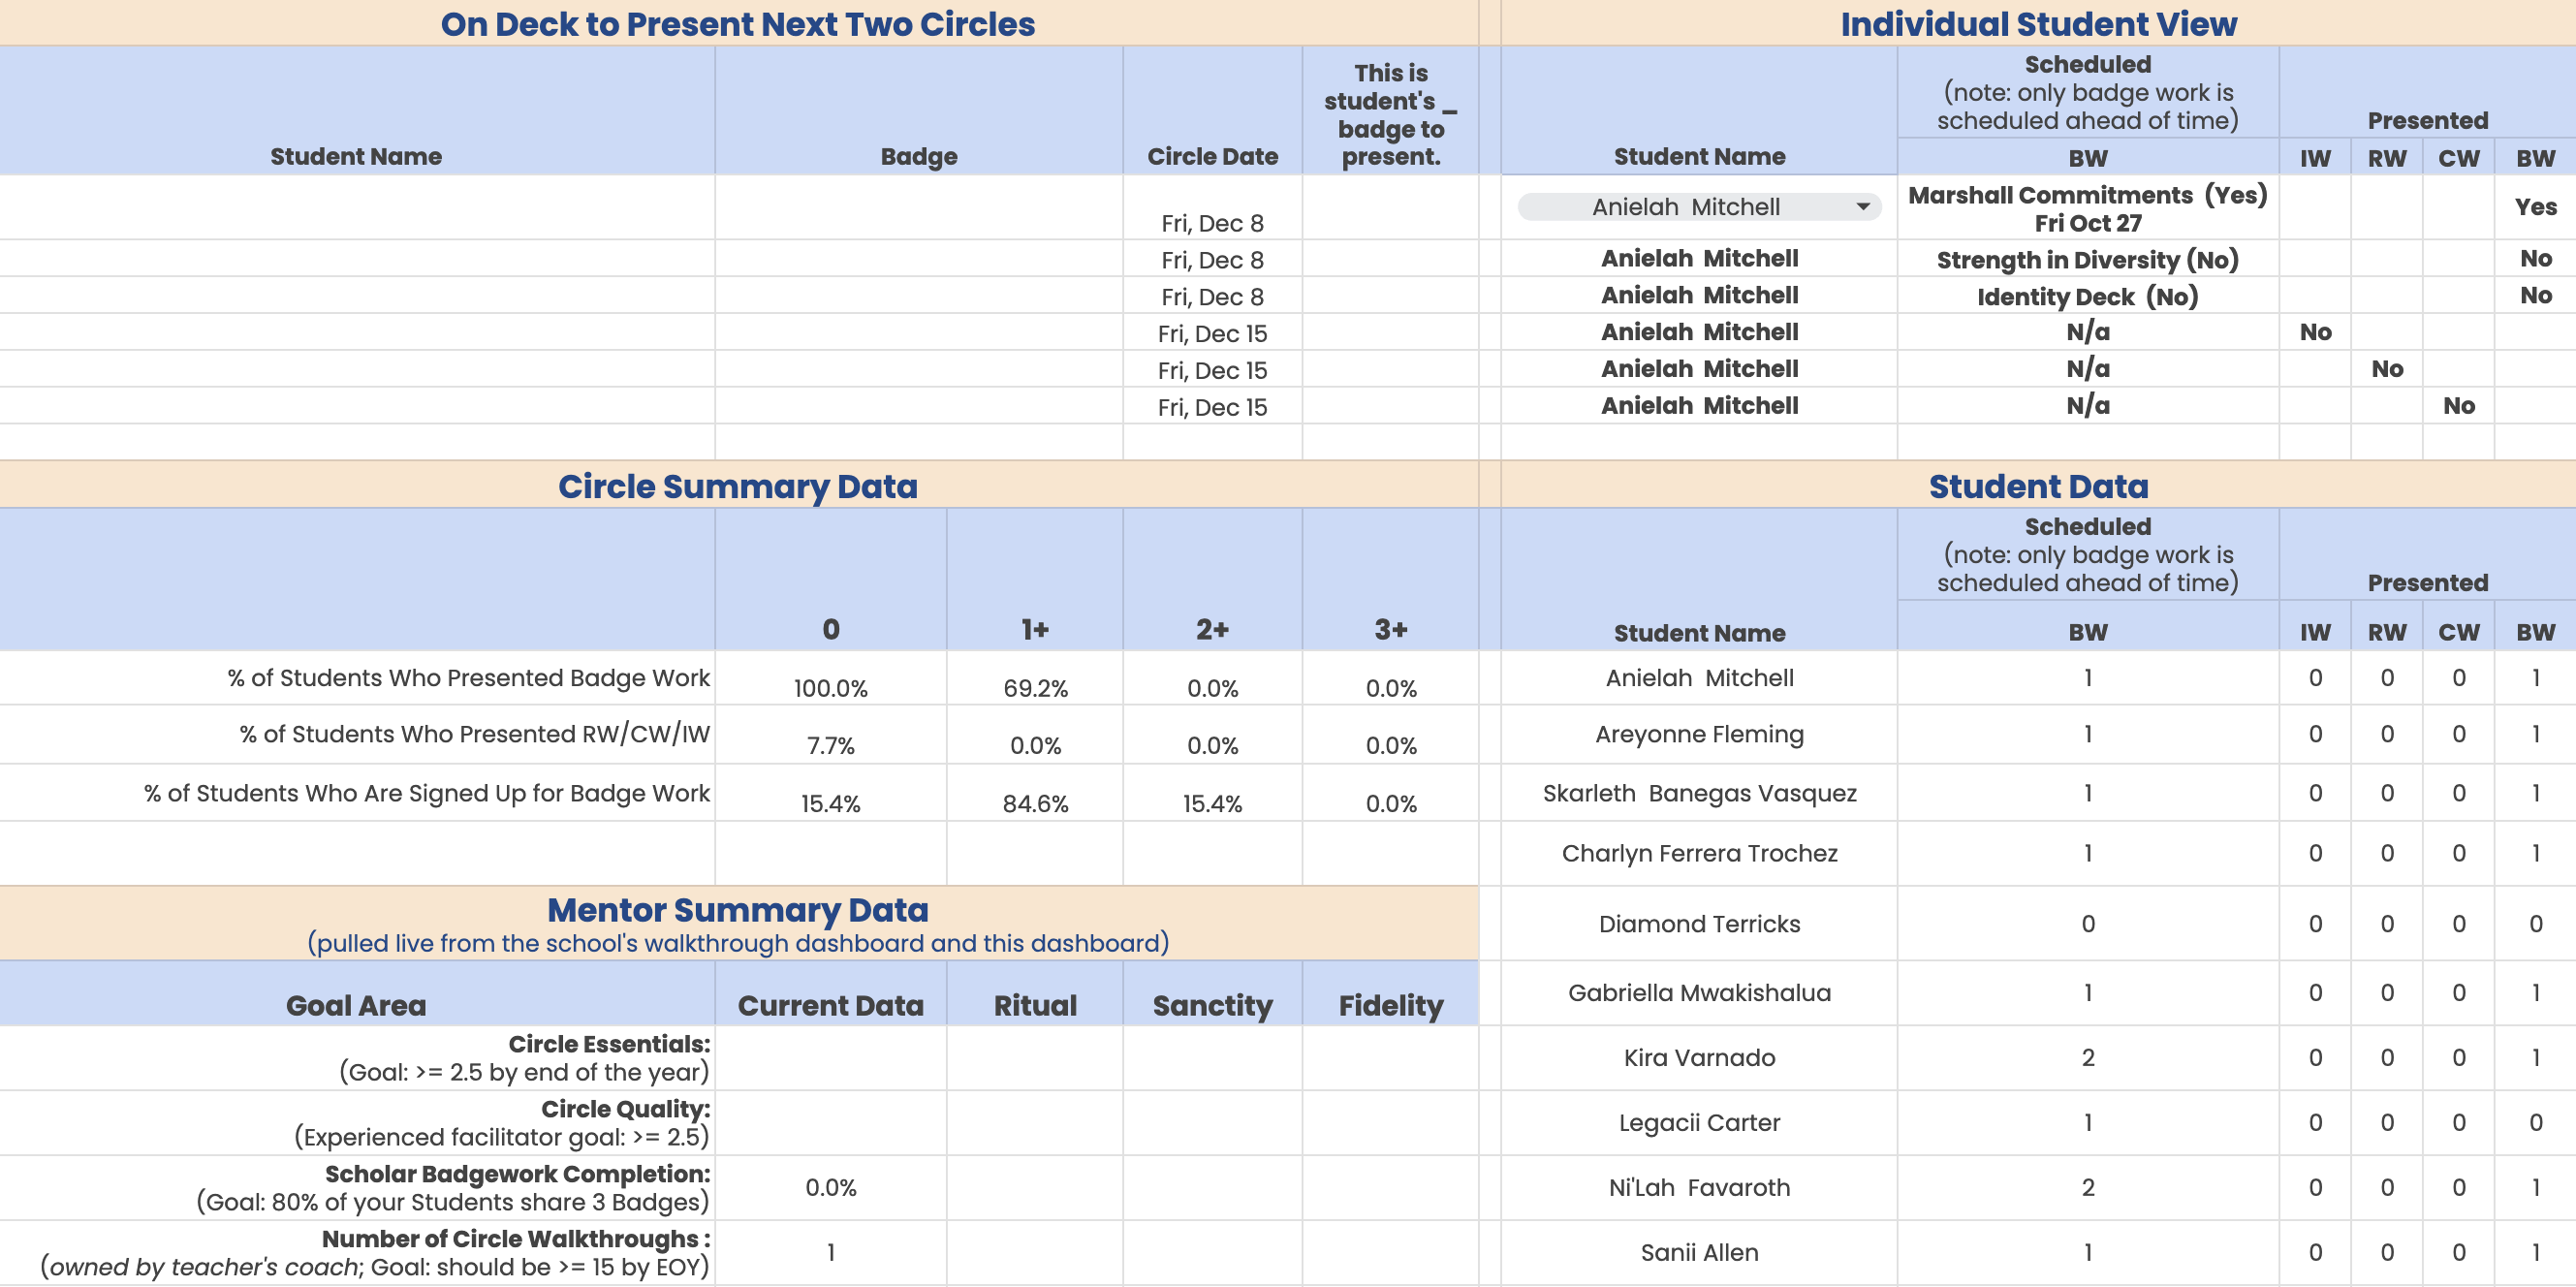 On Deck to Present Next Two Circles
Student Name
Badge
Circle Date
This is
student's _
badge to
present.
Fri, Dec 8
Fri, Dec 8
Fri, Dec 8
Fri, Dec 15
Fri, Dec 15
Fri, Dec 15
Individual Student View
Student Name
Scheduled
(note: only badge work is
scheduled ahead of time)
Presented
BW IW RW CW BW
Anielah Mitchell Marshall Commitments (Yes) Yes
Fri Oct 27
Anielah Mitchell Strength in Diversity (No) No
Anielah Mitchell Identity Deck (No) No
Anielah Mitchell N/a No
Anielah Mitchell N/a No
Anielah Mitchell N/a No
Circle Summary Data
0 1+ 2+ 3+
% of Students Who Presented Badge Work 100.0% 69.2% 0.0% 0.0%
% of Students Who Presented RW/CW/IW 7.7% 0.0% 0.0% 0.0%
% of Students Who Are Signed Up for Badge Work 15.4% 84.6% 15.4% 0.0%
Mentor Summary Data
(pulled live from the school's walkthrough dashboard and this dashboard)
Goal Area Current Data Ritual Sanctity Fidelity
Circle Essentials:
(Goal: >= 2.5 by end of the year)
Circle Quality:
(Experienced facilitator goal: >= 2.5)
Scholar Badgework Completion:
(Goal: 80% of your Students share 3 Badges) 0.0%
Number of Circle Walkthroughs :
(owned by teacher's coach; Goal: should be >= 15 by EOY) 1
Student Data
Student Name
Scheduled
(note: only badge work is
scheduled ahead of time)
Presented
BW IW RW CW BW
Anielah Mitchell 1 0 0 0 1
Areyonne Fleming 1 0 0 0 1
Skarleth Banegas Vasquez 1 0 0 0 1
Charlyn Ferrera Trochez 1 0 0 0 1
Diamond Terricks 0 0 0 0 0
Gabriella Mwakishalua 1 0 0 0 1
Kira Varnado 2 0 0 0 1
Legacii Carter 1 0 0 0 0
Ni'Lah Favaroth 2 0 0 0 1
Sanii Allen 1 0 0 0 1